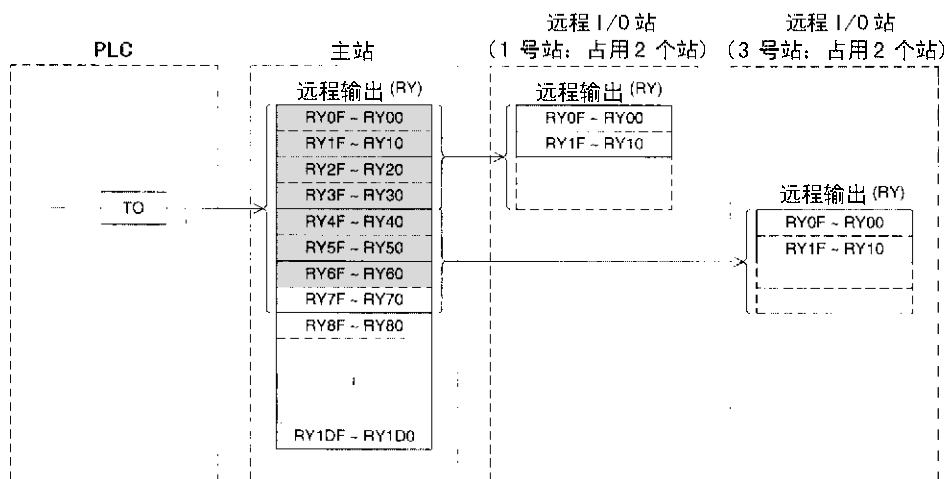 PLC
主站
远程 I/O 站
(1 号站：占用 2 个站)
远程 I/O 站
(3 号站：占用 2 个站)
远程输出 (RY)
RY0F ~ RY00
RY1F ~ RY10
RY2F ~ RY20
RY3F ~ RY30
RY4F ~ RY40
RY5F ~ RY50
RY6F ~ RY60
RY7F ~ RY70
RY8F ~ RY80
RY1DF ~ RY1D0
TO
远程输出 (RY)
RY0F ~ RY00
RY1F ~ RY10
远程输出 (RY)
RY0F ~ RY00
RY1F ~ RY10